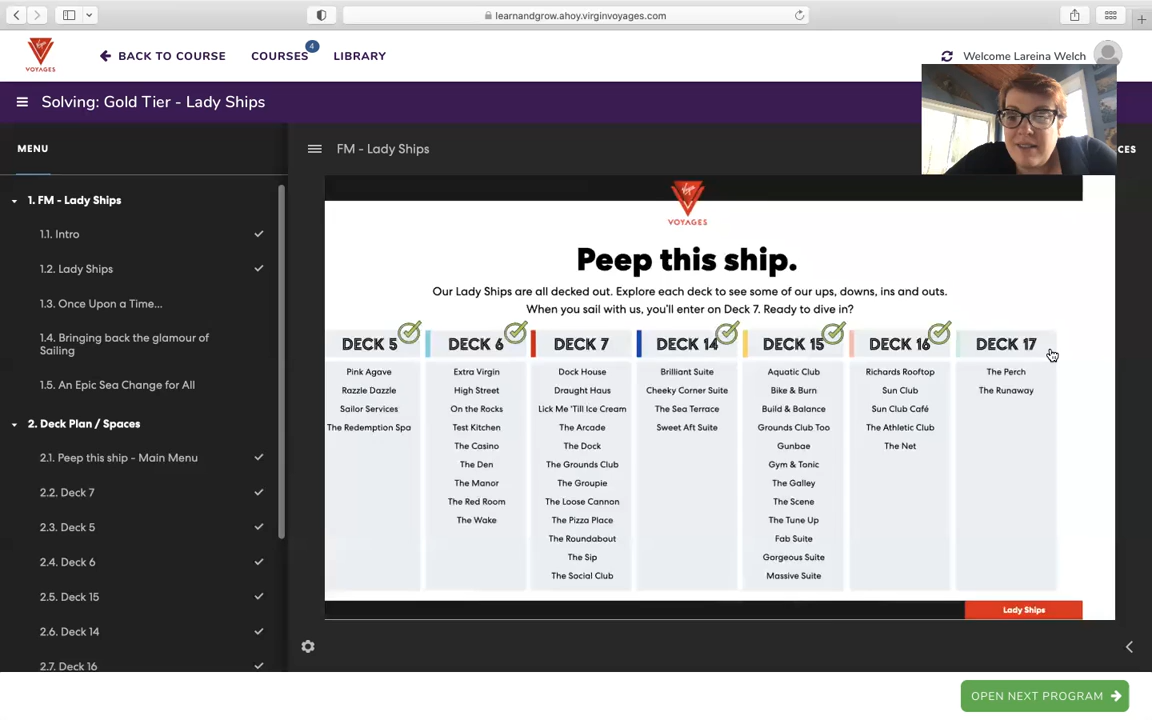 learnandgrow.ahoy.virginvoyages.com
VOYAGES
BACK TO COURSE
COURSES
4
LIBRARY
Welcome Lareina Welch
Solving: Gold Tier - Lady Ships
MENU
1. FM - Lady Ships
1.1. Intro
1.2. Lady Ships
1.3. Once Upon a Time...
1.4. Bringing back the glamour of
Sailing
1.5. An Epic Sea Change for All
2. Deck Plan / Spaces
2.1. Peep this ship - Main Menu
2.2. Deck 7
2.3. Deck 5
2.4. Deck 6
2.5. Deck 15
2.6. Deck 14
2.7. Deck 16
FM - Lady Ships
CES
Virgin
VOYAGES
Peep this ship.
Our Lady Ships are all decked out. Explore each deck to see some of our ups, downs, ins and outs.
When you sail with us, you'll enter on Deck 7. Ready to dive in?
DECK 5
Pink Agave
Razzle Dazzle
Sailor Services
The Redemption Spa
DECK 6
Extra Virgin
High Street
On the Rocks
Test Kitchen
The Casino
The Den
The Manor
The Red Room
The Wake
DECK 7
Dock House
Draught Haus
Lick Me 'Till Ice Cream
The Arcade
The Dock
The Grounds Club
The Groupie
The Loose Cannon
The Pizza Place
The Roundabout
The Sip
The Social Club
DECK 14
Brilliant Suite
Cheeky Corner Suite
The Sea Terrace
Sweet Aft Suite
DECK 15
Aquatic Club
Bike & Burn
Build & Balance
Grounds Club Too
Gunbae
Gym & Tonic
The Galley
The Scene
The Tune Up
Fab Suite
Gorgeous Suite
Massive Suite
DECK 16
Richards Rooftop
Sun Club
Sun Club Café
The Athletic Club
The Net
DECK 17
The Perch
The Runaway
Lady Ships
OPEN NEXT PROGRAM